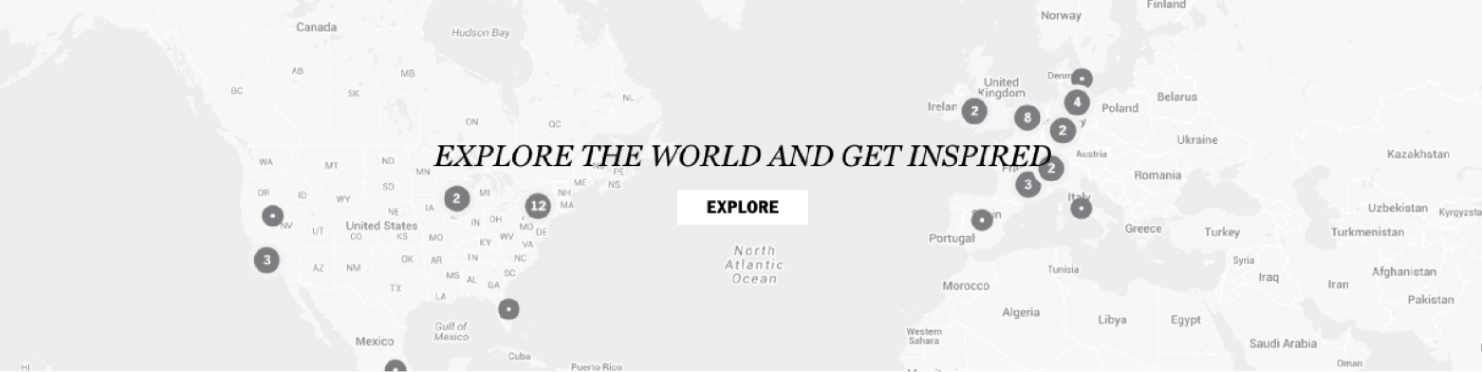 Finland
Norway
Canada
Hudson Bay
AB
MB
BC
SK
NL
United
Kingdom
Poland
Belarus
4
2
8
ON
QC
2
Ukraine
EXPLORE THE WORLD AND GET INSPIRED
Austria
Kazakhstan
WA
MT
ND
MN
PE
NS
2
Romania
3
OR
ID
WY
SD
MI
ME
NH
MA
2
12
EXPLORE
Italy
NV
UT
United States
NE
IA
CO
KS
MO
IN
OH
KY
WV
VA
MD
DE
Uzbekistan
Portugal
Greece
Turkey
Turkmenistan
3
North
Atlantic
Ocean
AZ
NM
OK
AR
TN
NC
MS
AL
SC
GA
TX
LA
Tunisia
Syria
Iraq
Iran
Afghanistan
Pakistan
Morocco
Algeria
Libya
Egypt
Gulf of
Mexico
Mexico
Western
Sahara
Saudi Arabia
Cuba
Puerto Rico
Oman
HI